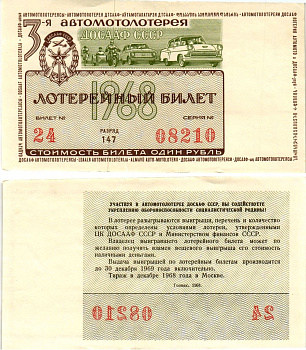 3-я автомотолотерея
ДОСААФ СССР
1968
ЛОТЕРЕЙНЫЙ БИЛЕТ
БИЛЕТ № РАЗРЯД СЕРИЯ №
24 147 08210
СТОИМОСТЬ БИЛЕТА ОДИН РУБЛЬ
УЧАСТВУЯ В АВТОМОТОЛОТЕРЕЕ ДОСААФ СССР, ВЫ СОДЕЙСТВУЕТЕ
УКРЕПЛЕНИЮ ОБОРОНОСПОСОБНОСТИ СОЦИАЛИСТИЧЕСКОЙ РОДИНЫ!
В лотерее разыгрываются выигрыши, перечень и количество
которых определены условиями лотереи, утвержденными
ЦК ДОСААФ СССР и Министерством финансов СССР.
Владелец выигравшего лотерейного билета может по
желанию получить взамен вещевого выигрыша его стоимость
наличными деньгами.
Выдача выигрышей по лотерейным билетам производится
до 30 декабря 1969 года включительно.
Тираж в декабре 1968 года в Москве.
Гознак. 1968.
08210 24